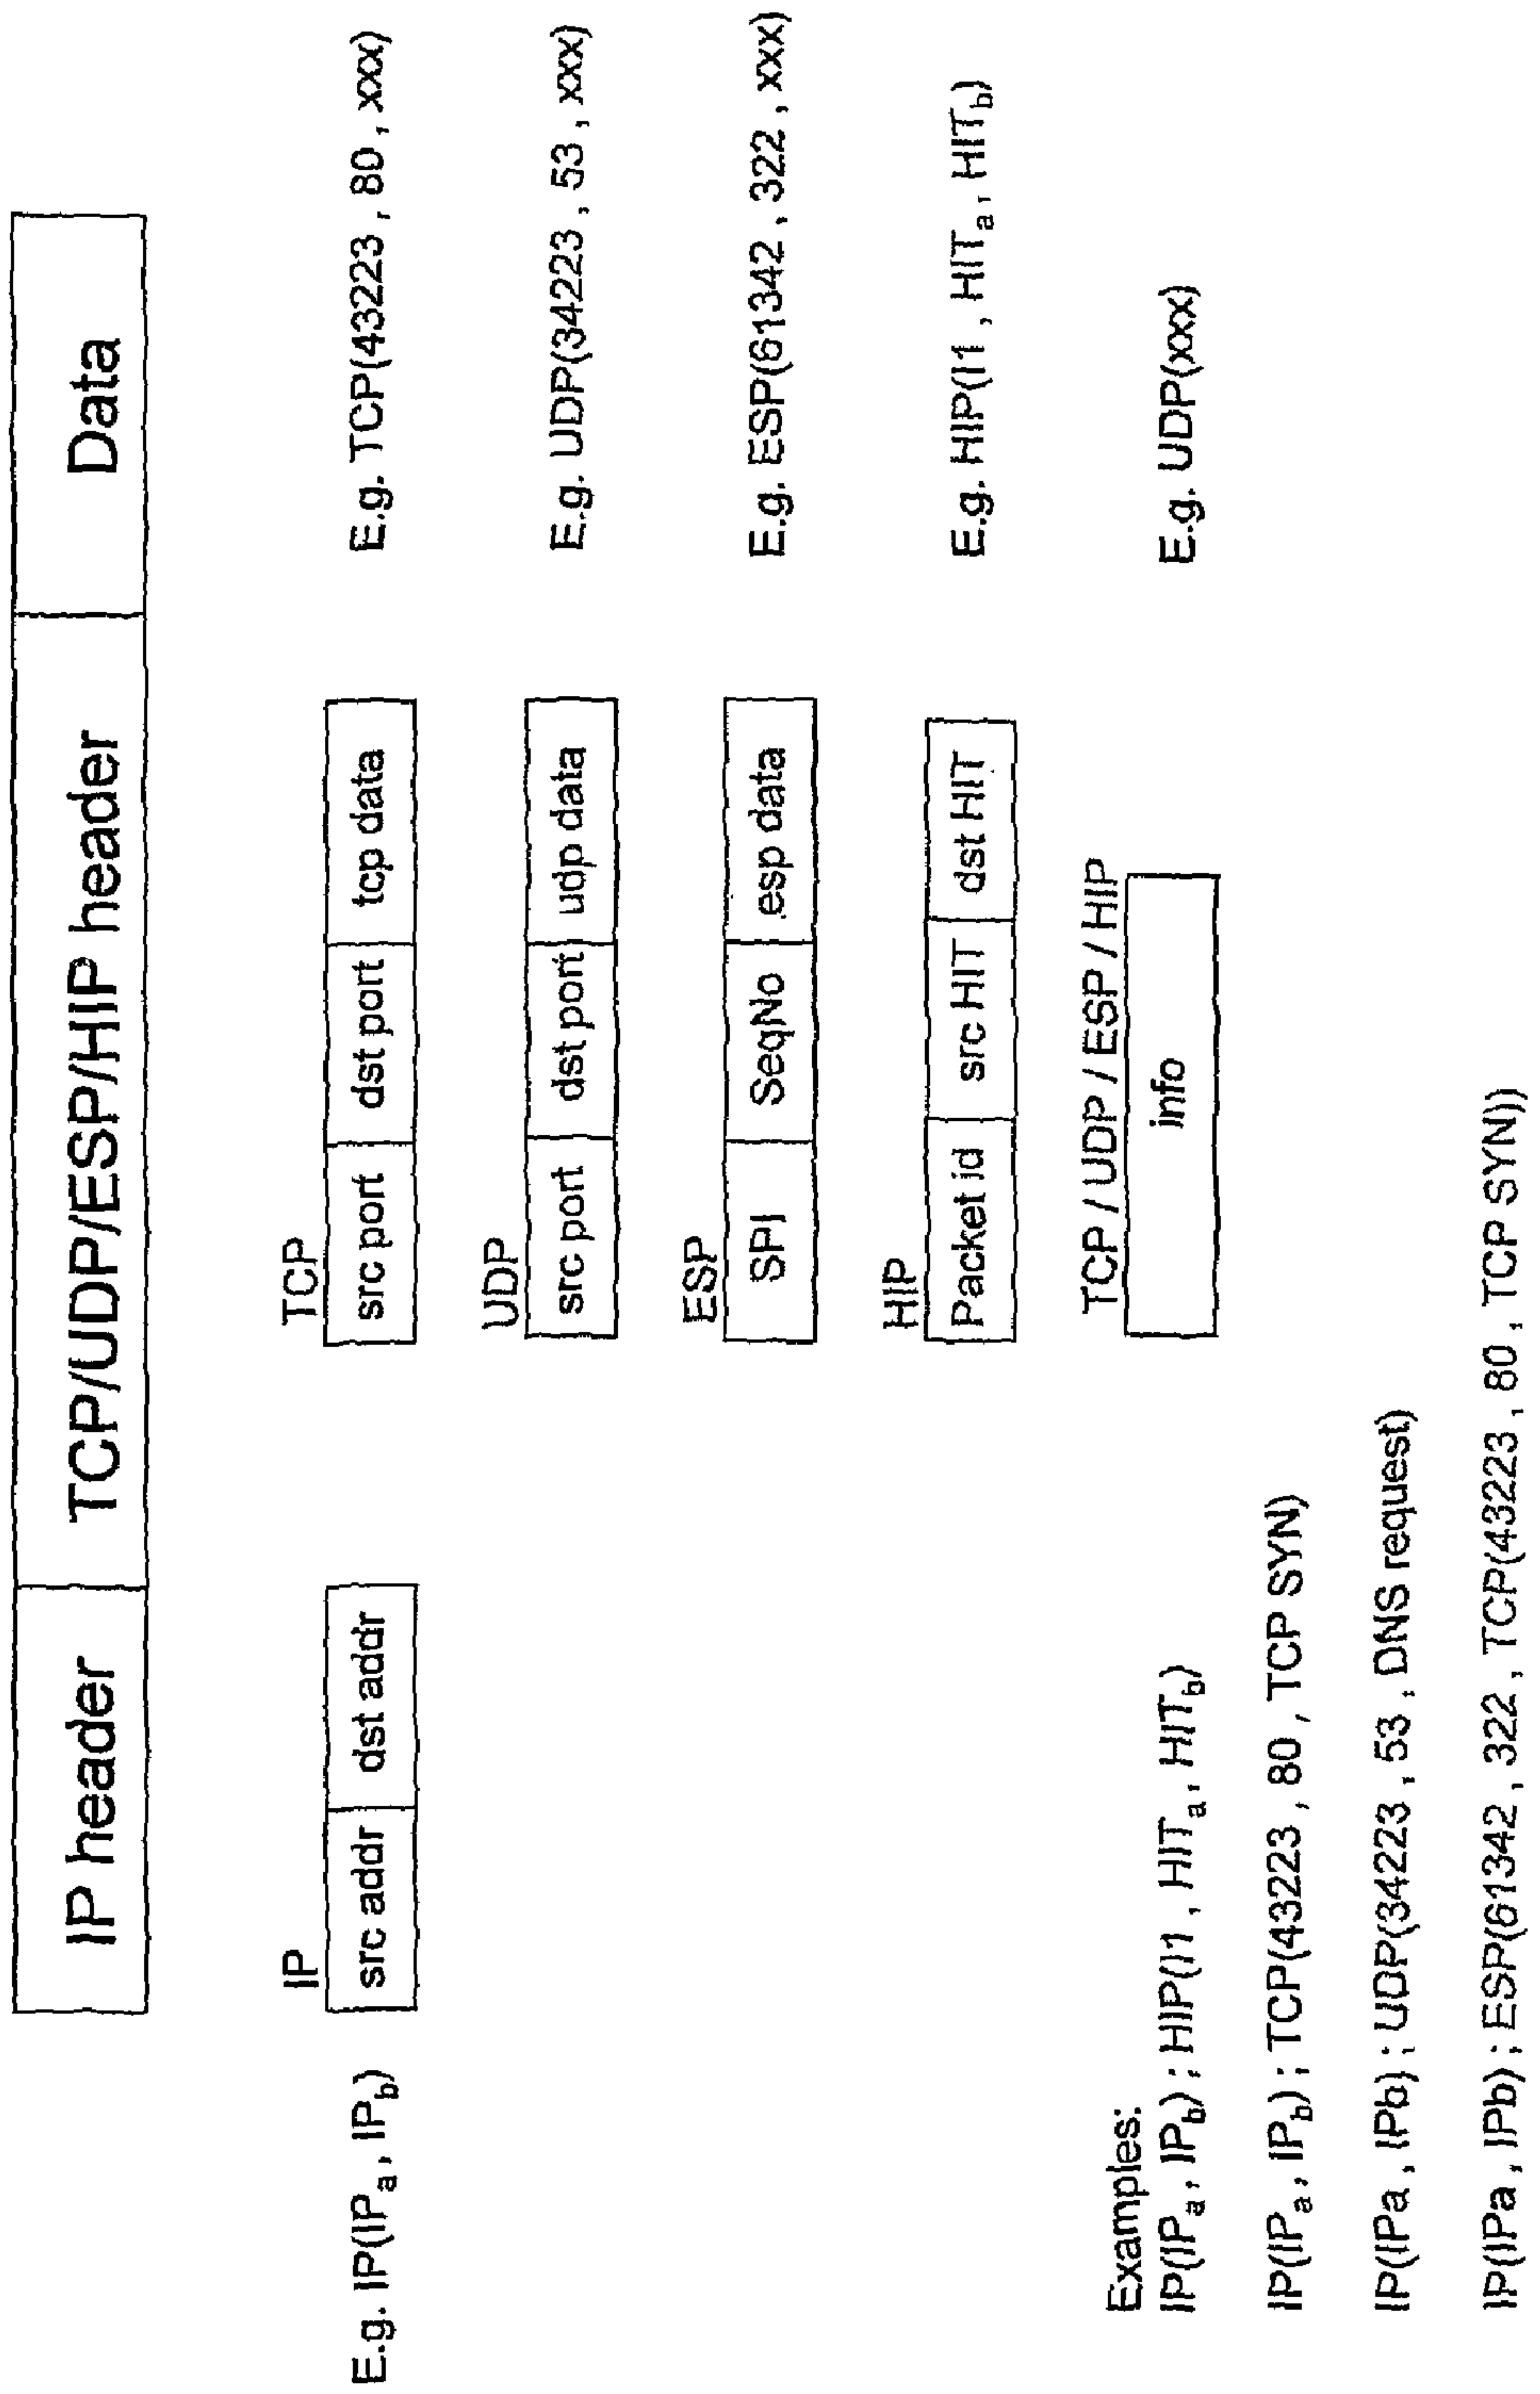 IP header TCP/UDP/ESP/HIP header Data
IP
TCP
E.g. IP(IPa, IPb) src addr dst addr src port dst port tcp data E.g. TCP(43223 , 80 , xxx)
UDP
src port dst port udp data E.g. UDP(34223 , 53 , xxx)
ESP
SPI SeqNo esp data E.g. ESP(61342 , 322 , xxx)
HIP
Packet id src HIT dst HIT E.g. HIP(I1 , HITa, HITb)
TCP / UDP / ESP / HIP
info E.g. UDP(xxx)
Examples:
IP(IPa, IPb) ; HIP(I1 , HITa, HITb)
IP(IPa, IPb) ; TCP(43223 , 80 , TCP SYN)
IP(IPa , IPb) ; UDP(34223 , 53 , DNS request)
IP(IPa , IPb) ; ESP(61342 , 322 , TCP(43223 , 80 , TCP SYN))